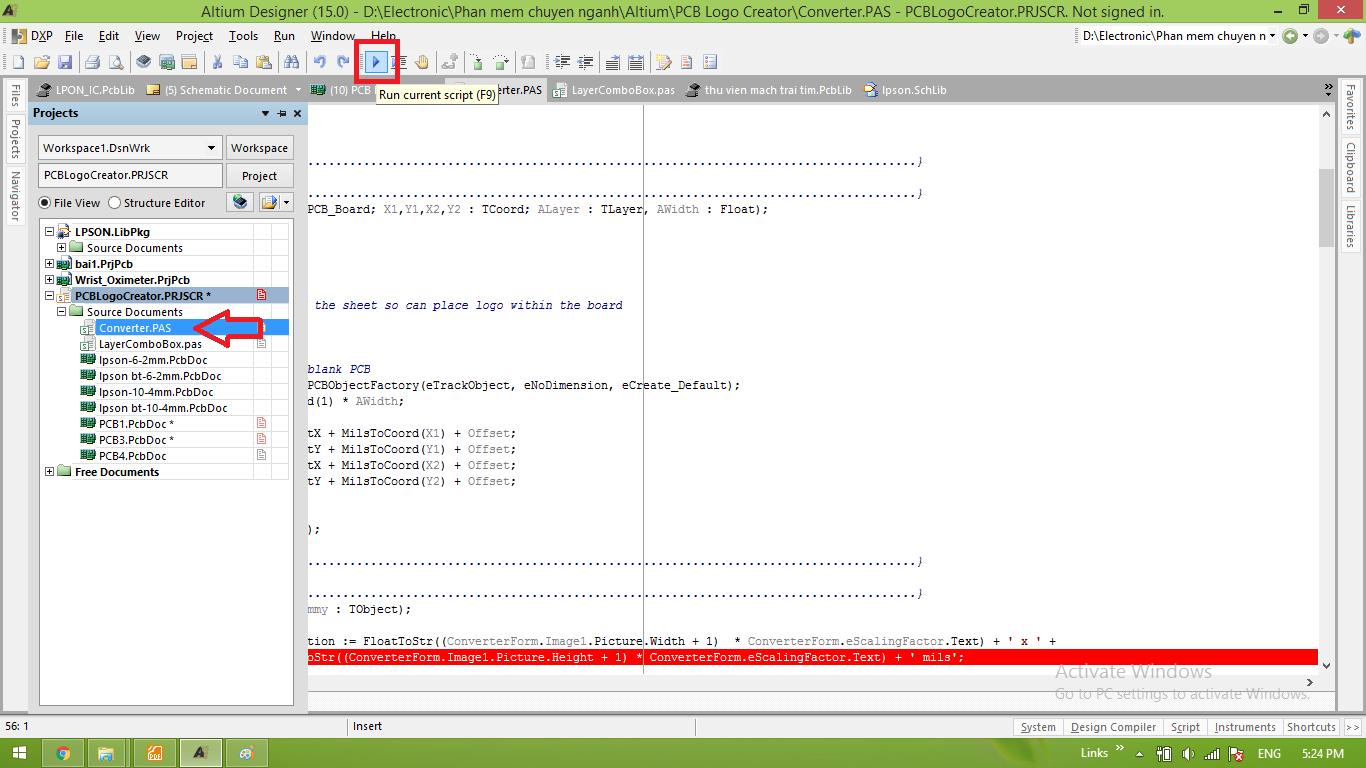 Altium Designer (15.0) - D:\Electronic\Phan mem chuyen nganh\Altium\PCB Logo Creator\Converter.PAS - PCBLogoCreator.PRJSCR. Not signed in.
DXP File Edit View Project Tools Run Window Help D:\Electronic\Phan mem chuyen n
LPON_IC.PcbLib (5) Schematic Document (10) PCB erter.PAS LayerComboBox.pas thu vien mach trai tim.PcbLib Ipson.SchLib
Run current script (F9)
Files
Projects
Navigator
Projects
Workspace1.DsnWrk Workspace
PCBLogoCreator.PRJSCR Project
File View Structure Editor
LPSON.LibPkg
Source Documents
bai1.PrjPcb
Wrist_Oximeter.PrjPcb
PCBLogoCreator.PRJSCR *
Source Documents
Converter.PAS
LayerComboBox.pas
Ipson-6-2mm.PcbDoc
Ipson bt-6-2mm.PcbDoc
Ipson-10-4mm.PcbDoc
Ipson bt-10-4mm.PcbDoc
PCB1.PcbDoc *
PCB3.PcbDoc *
PCB4.PcbDoc
Free Documents
..........................................................................................}
..........................................................................................}
PCB_Board; X1,Y1,X2,Y2 : TCoord; ALayer : TLayer, AWidth : Float);
the sheet so can place logo within the board
blank PCB
PCBObjectFactory(eTrackObject, eNoDimension, eCreate_Default);
d(1) * AWidth;
tX + MilsToCoord(X1) + Offset;
tY + MilsToCoord(Y1) + Offset;
tX + MilsToCoord(X2) + Offset;
tY + MilsToCoord(Y2) + Offset;
);
..........................................................................................}
..........................................................................................}
mmy : TObject);
tion := FloatToStr((ConverterForm.Image1.Picture.Width + 1) * ConverterForm.eScalingFactor.Text) + ' x ' +
oStr((ConverterForm.Image1.Picture.Height + 1) * ConverterForm.eScalingFactor.Text) + ' mils';
Favorites
Clipboard
Libraries
Activate Windows
Go to PC settings to activate Windows.
56: 1 Insert
System Design Compiler Script Instruments Shortcuts >>
Links ENG 5:24 PM